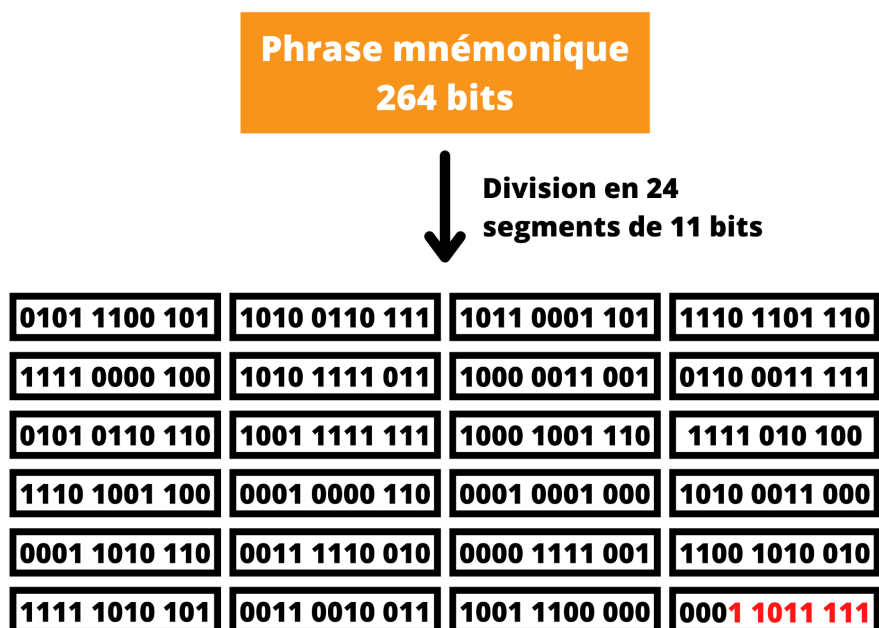 Phrase mnémonique
264 bits
Division en 24
segments de 11 bits
0101 1100 101 1010 0110 111 1011 0001 101 1110 1101 110
1111 0000 100 1010 1111 011 1000 0011 001 0110 0011 111
0101 0110 110 1001 1111 111 1000 1001 110 1111 010 100
1110 1001 100 0001 0000 110 0001 0001 000 1010 0011 000
0001 1010 110 0011 1110 010 0000 1111 001 1100 1010 010
1111 1010 101 0011 0010 011 1001 1100 000 0001 1011 111